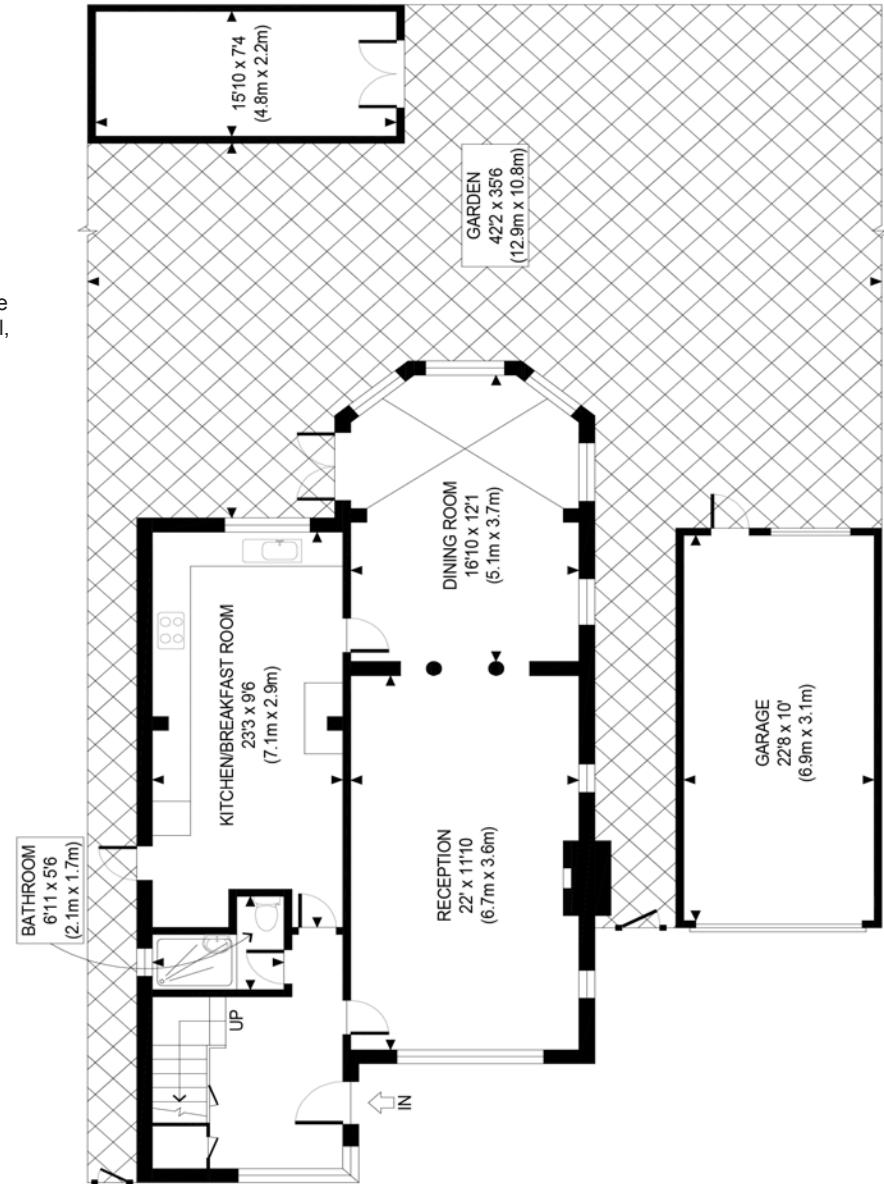 e
l,
15'10 x 7'4
(4.8m x 2.2m)
GARDEN
42'2 x 35'6
(12.9m x 10.8m)
DINING ROOM
16'10 x 12'1
(5.1m x 3.7m)
KITCHEN/BREAKFAST ROOM
23'3 x 9'6
(7.1m x 2.9m)
BATHROOM
6'11 x 5'6
(2.1m x 1.7m)
RECEPTION
22' x 11'10
(6.7m x 3.6m)
GARAGE
22'8 x 10'
(6.9m x 3.1m)
UP
IN